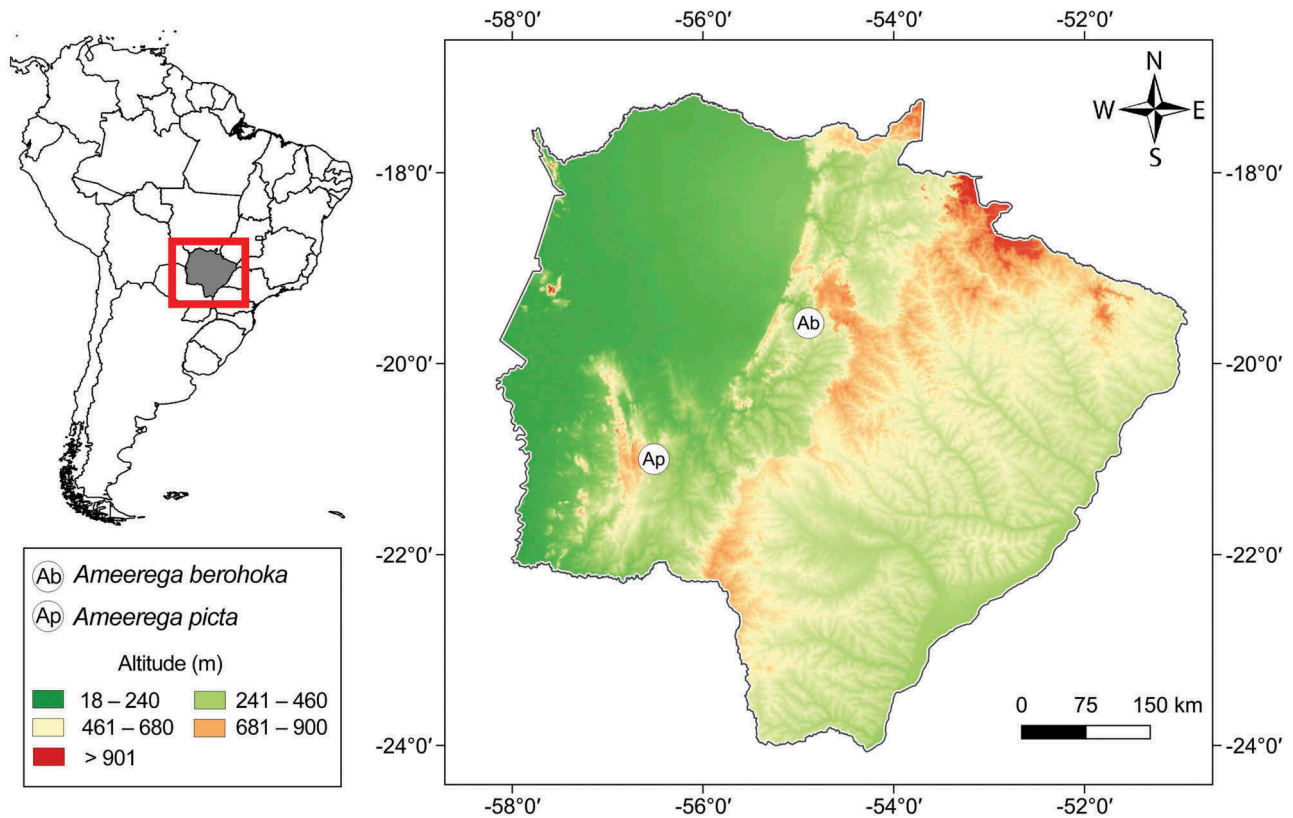 -58°0′ -56°0′ -54°0′ -52°0′
N
W E
S
-18°0′ -18°0′
Ab
-20°0′ -20°0′
Ap
-22°0′ -22°0′
-24°0′ -24°0′
0 75 150 km
-58°0′ -56°0′ -54°0′ -52°0′
Ab Ameerega berohoka
Ap Ameerega picta
Altitude (m)
18 – 240 241 – 460
461 – 680 681 – 900
> 901